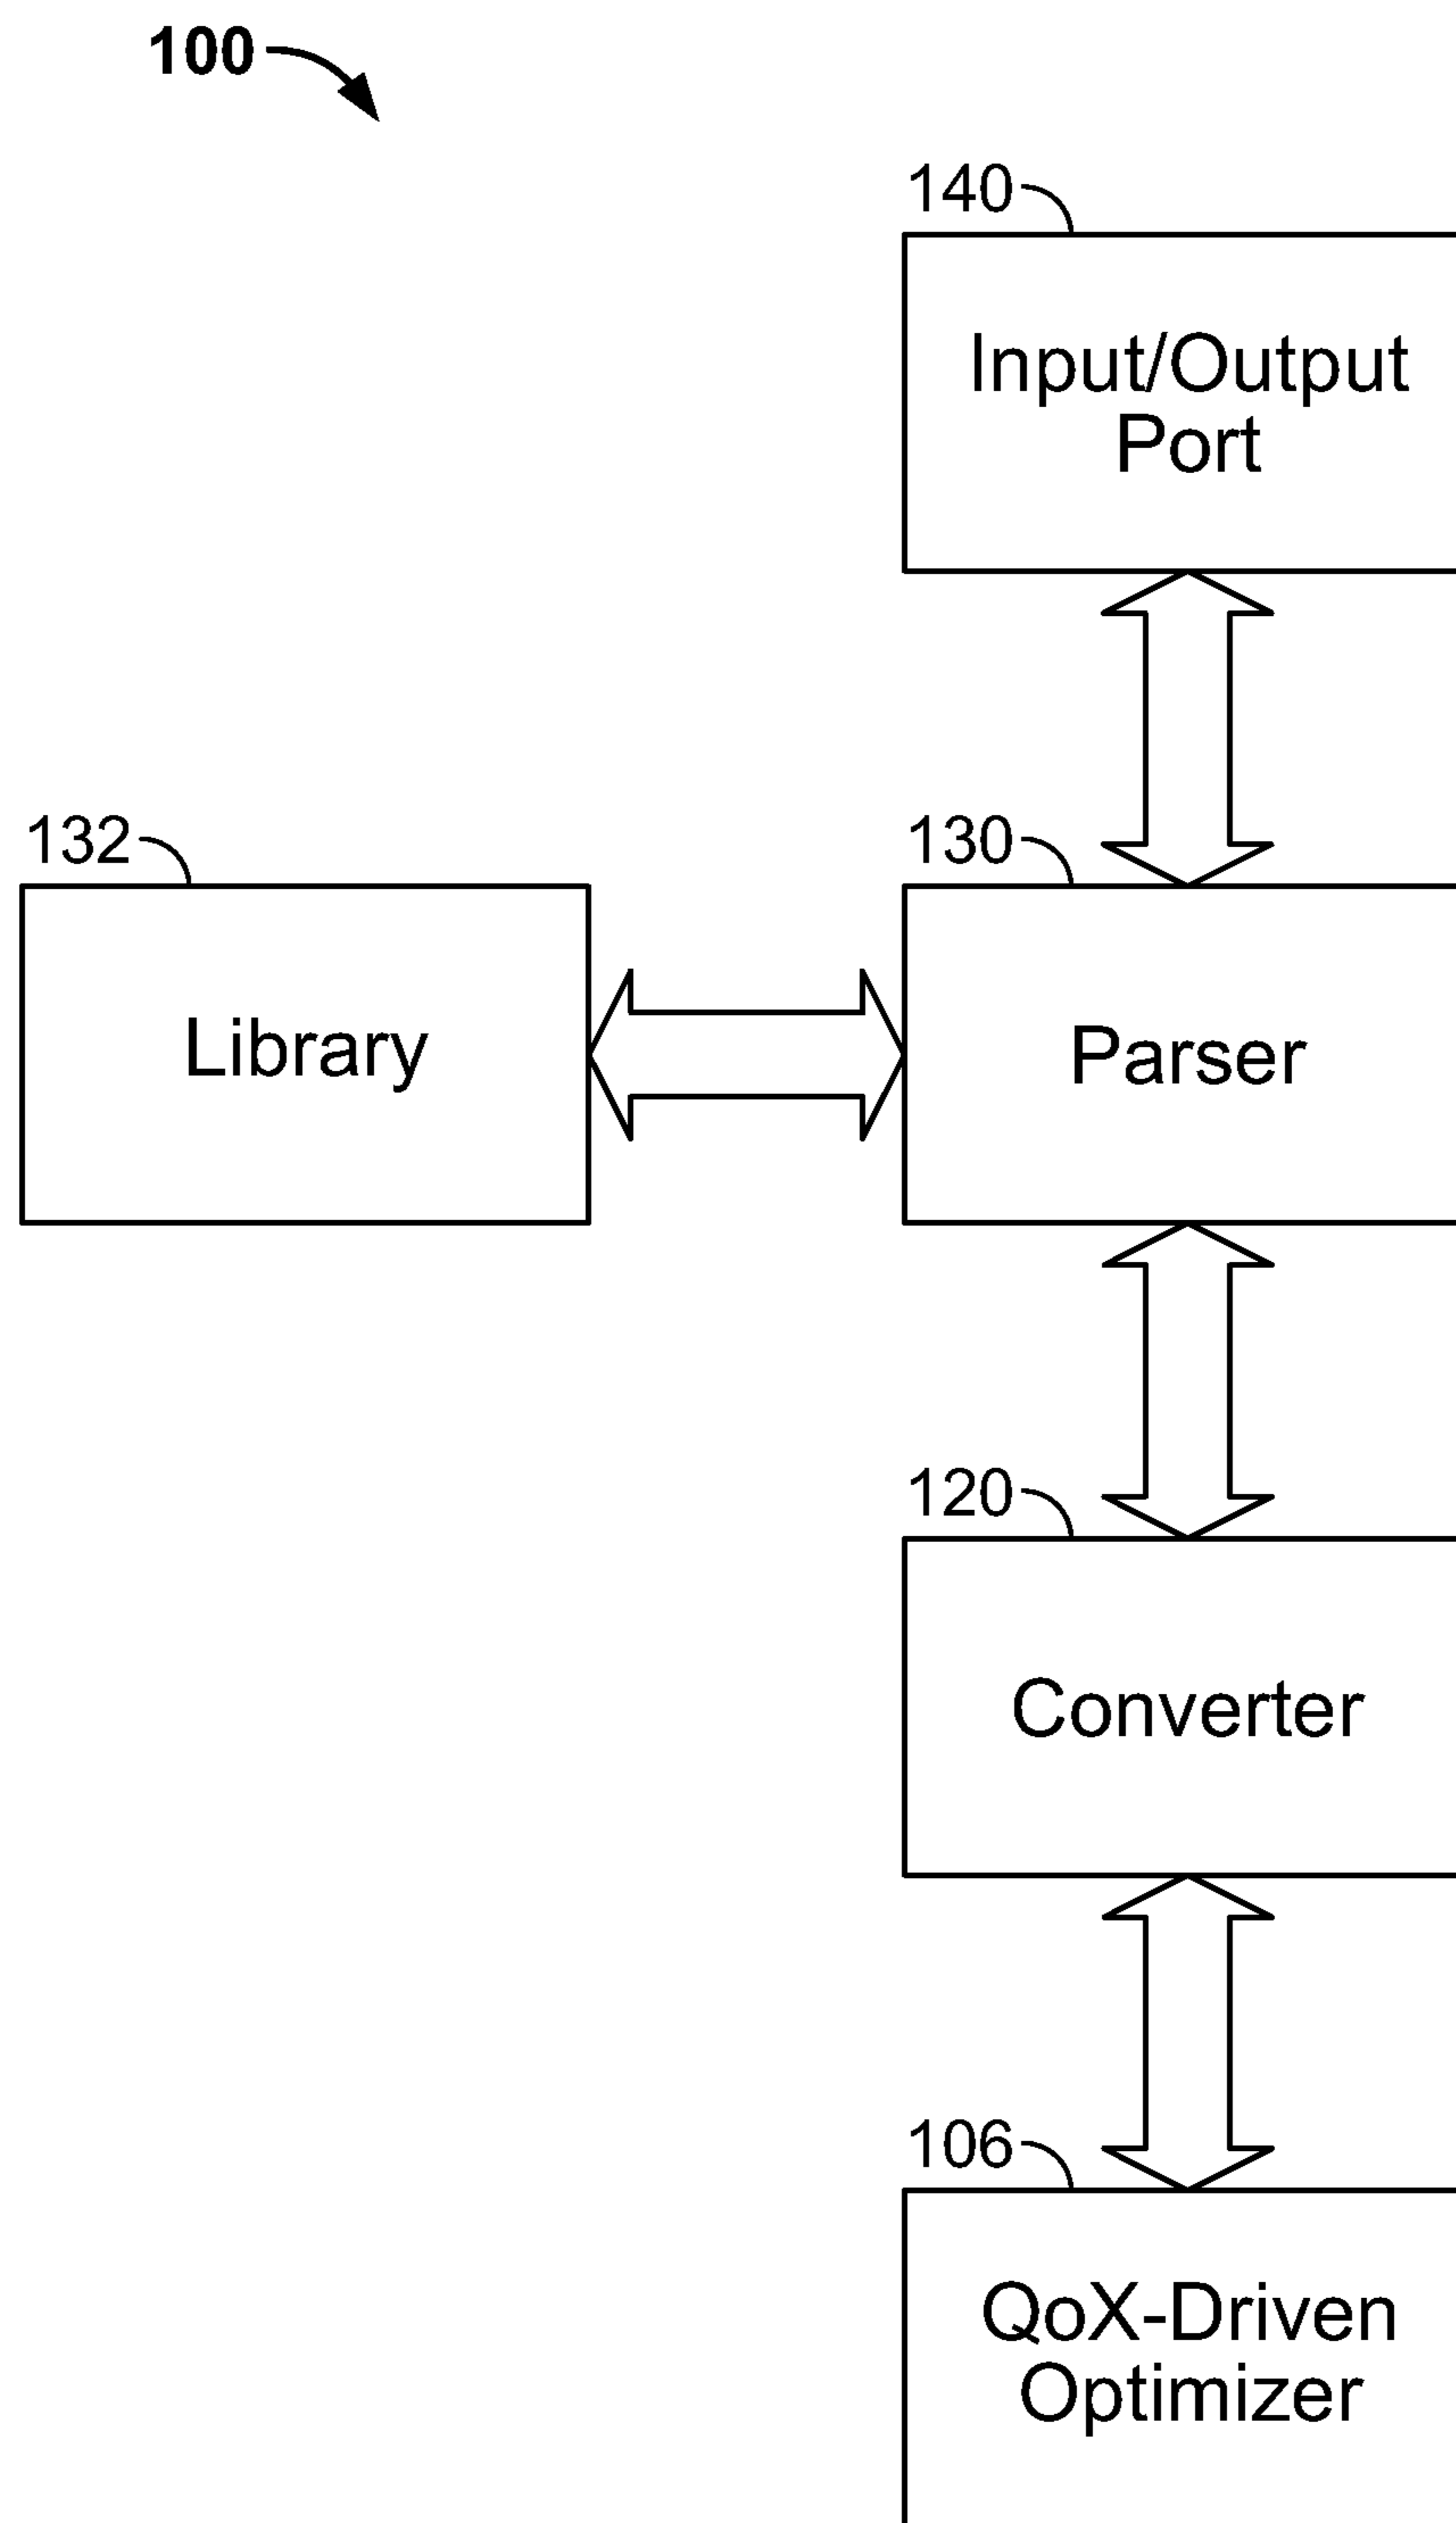 100
140
Input/Output
Port
132
130
Library
Parser
120
Converter
106
QoX-Driven
Optimizer